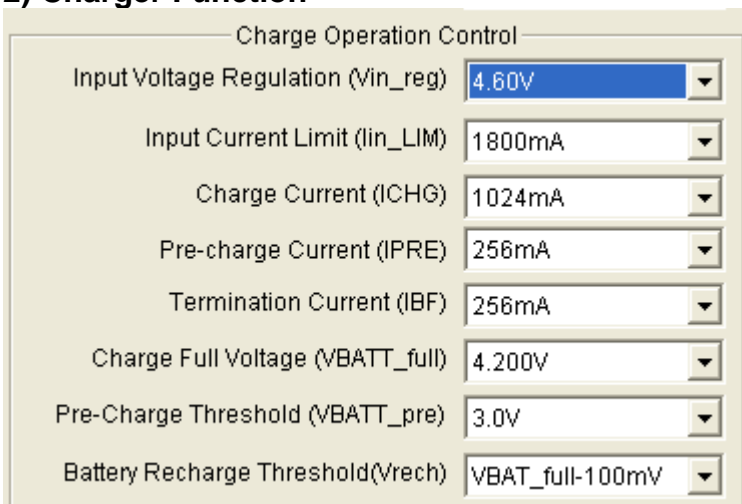 2) Charger Function
Charge Operation Control
Input Voltage Regulation (Vin_reg) 4.60V
Input Current Limit (Iin_LIM) 1800mA
Charge Current (ICHG) 1024mA
Pre-charge Current (IPRE) 256mA
Termination Current (IBF) 256mA
Charge Full Voltage (VBATT_full) 4.200V
Pre-Charge Threshold (VBATT_pre) 3.0V
Battery Recharge Threshold(Vrech) VBAT_full-100mV